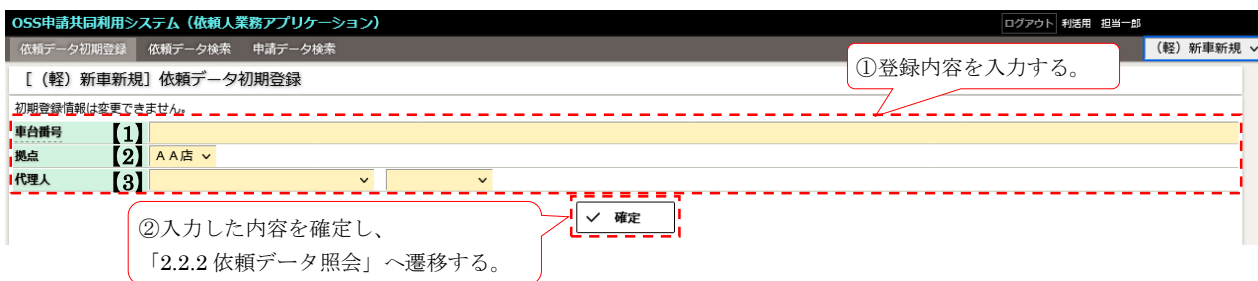 OSS申請共同利用システム（依頼人業務アプリケーション）
ログアウト 利活用 担当一郎
依頼データ初期登録 依頼データ検索 申請データ検索
（軽）新車新規
①登録内容を入力する。
［（軽）新車新規］依頼データ初期登録
初期登録情報は変更できません。
車台番号 【1】
拠点 【2】 ＡＡ店
代理人 【3】
確定
②入力した内容を確定し、
「2.2.2 依頼データ照会」へ遷移する。